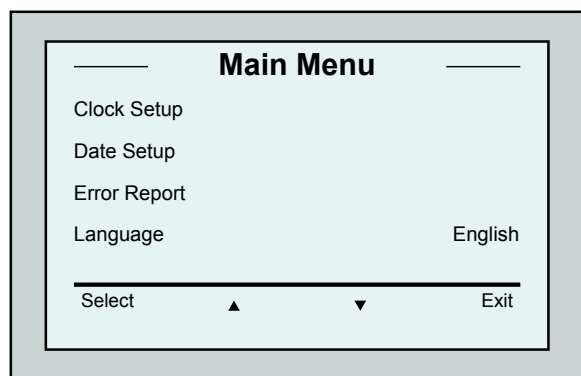 Main Menu
Clock Setup
Date Setup
Error Report
Language English
Select ▲ ▼ Exit